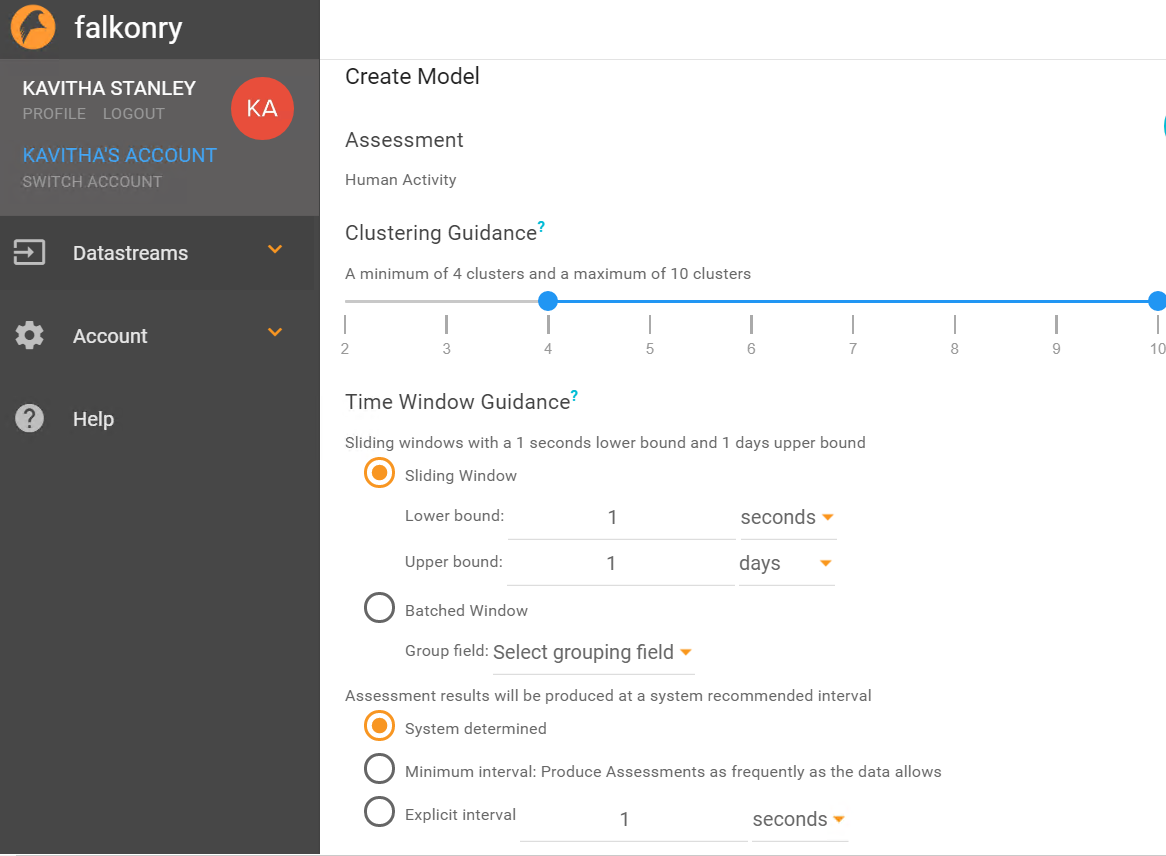 falkonry
KAVITHA STANLEY
PROFILE LOGOUT
KA
KAVITHA'S ACCOUNT
SWITCH ACCOUNT
Datastreams
Account
Help
Create Model
Assessment
Human Activity
Clustering Guidance?
A minimum of 4 clusters and a maximum of 10 clusters
2 3 4 5 6 7 8 9 10
Time Window Guidance?
Sliding windows with a 1 seconds lower bound and 1 days upper bound
Sliding Window
Lower bound: 1 seconds
Upper bound: 1 days
Batched Window
Group field: Select grouping field
Assessment results will be produced at a system recommended interval
System determined
Minimum interval: Produce Assessments as frequently as the data allows
Explicit interval 1 seconds